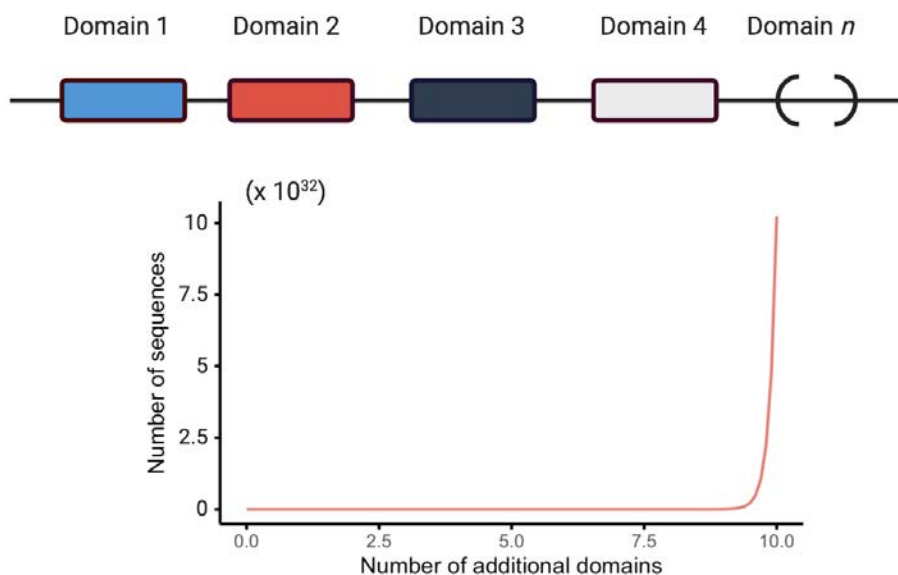 Domain 1 Domain 2 Domain 3 Domain 4 Domain n
(x 10³²)
10
7.5
5
2.5
0
Number of sequences
0.0 2.5 5.0 7.5 10.0
Number of additional domains